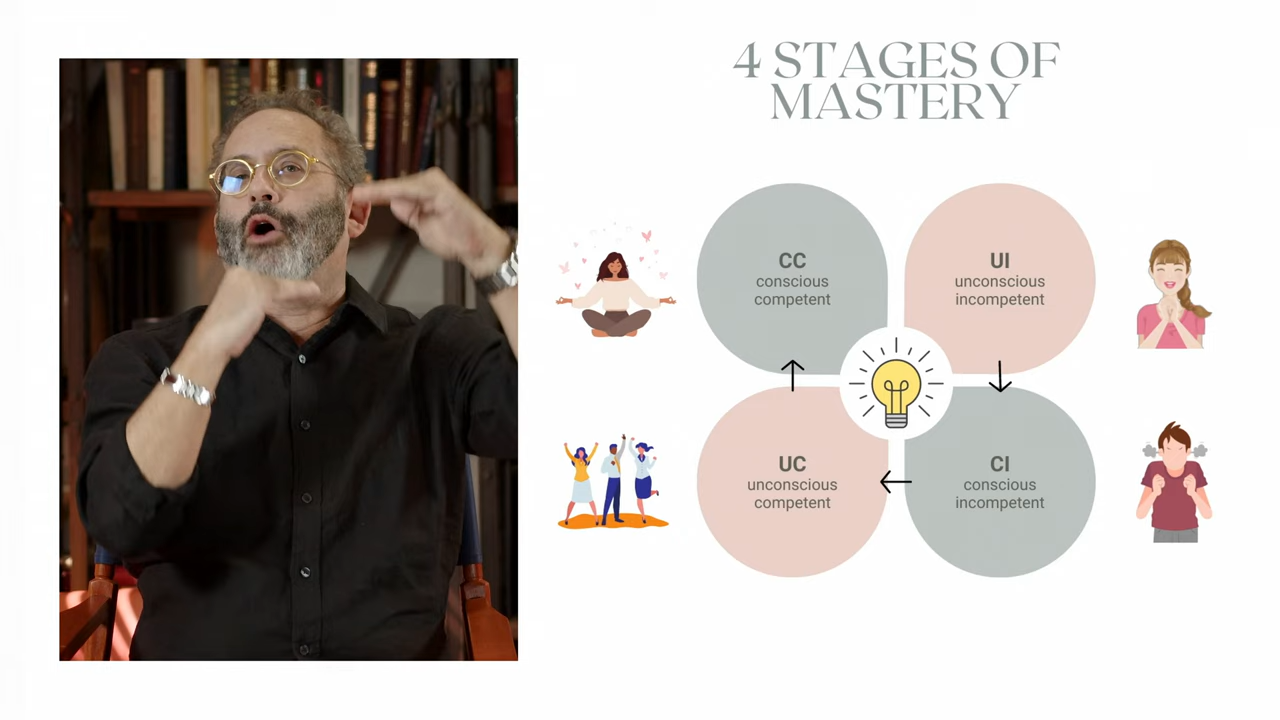 4 STAGES OF
MASTERY
CC
conscious
competent
UI
unconscious
incompetent
UC
unconscious
competent
CI
conscious
incompetent